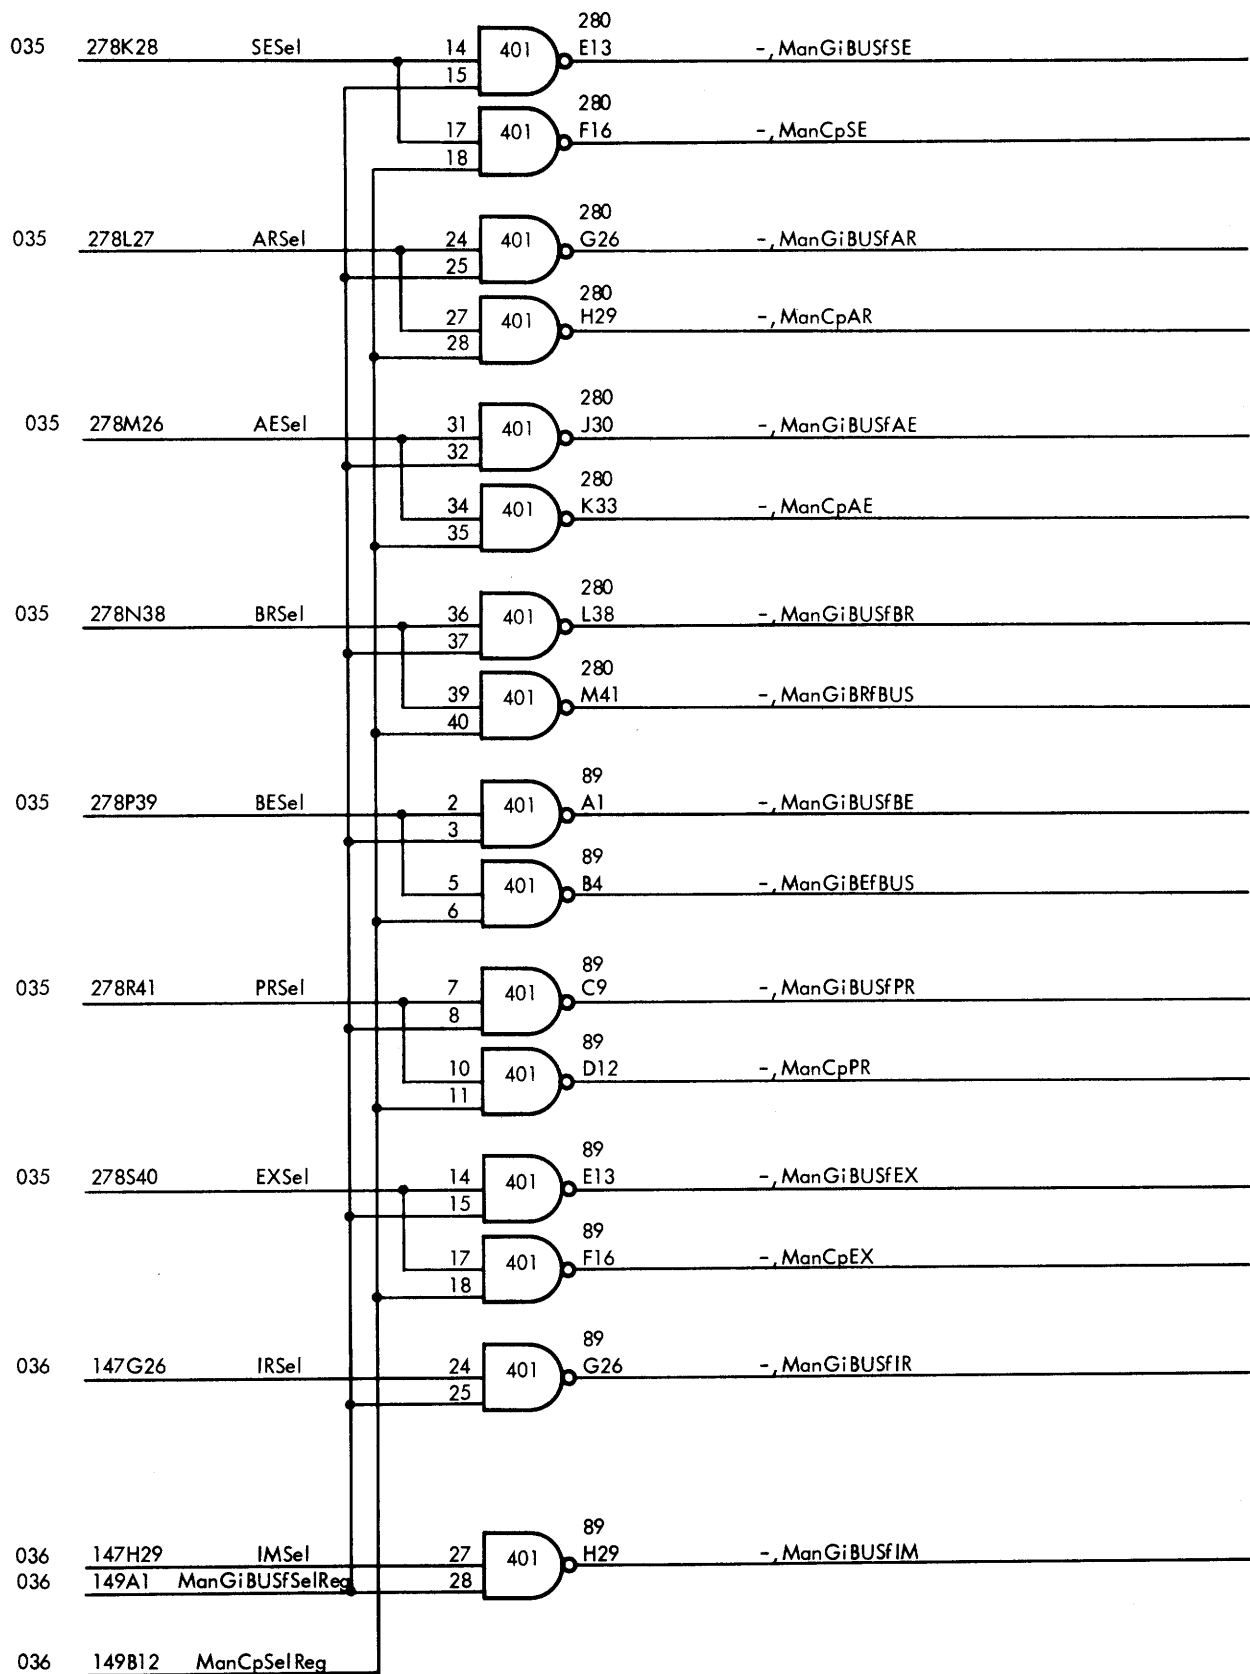 280
035 278K28 SESel 14 401 E13 -,ManGiBUSfSE
15
280
17 401 F16 -,ManCpSE
18
280
035 278L27 ARSel 24 401 G26 -,ManGiBUSfAR
25
280
27 401 H29 -,ManCpAR
28
280
035 278M26 AESel 31 401 J30 -,ManGiBUSfAE
32
280
34 401 K33 -,ManCpAE
35
280
035 278N38 BRSel 36 401 L38 -,ManGiBUSfBR
37
280
39 401 M41 -,ManGiBRfBUS
40
89
035 278P39 BESel 2 401 A1 -,ManGiBUSfBE
3
89
5 401 B4 -,ManGiBEfBUS
6
89
035 278R41 PRSel 7 401 C9 -,ManGiBUSfPR
8
89
10 401 D12 -,ManCpPR
11
89
035 278S40 EXSel 14 401 E13 -,ManGiBUSfEX
15
89
17 401 F16 -,ManCpEX
18
89
036 147G26 IRSel 24 401 G26 -,ManGiBUSfIR
25
89
036 147H29 IMSel 27 401 H29 -,ManGiBUSfIM
036 149A1 ManGiBUSfSelReg 28
036 149B12 ManCpSelReg